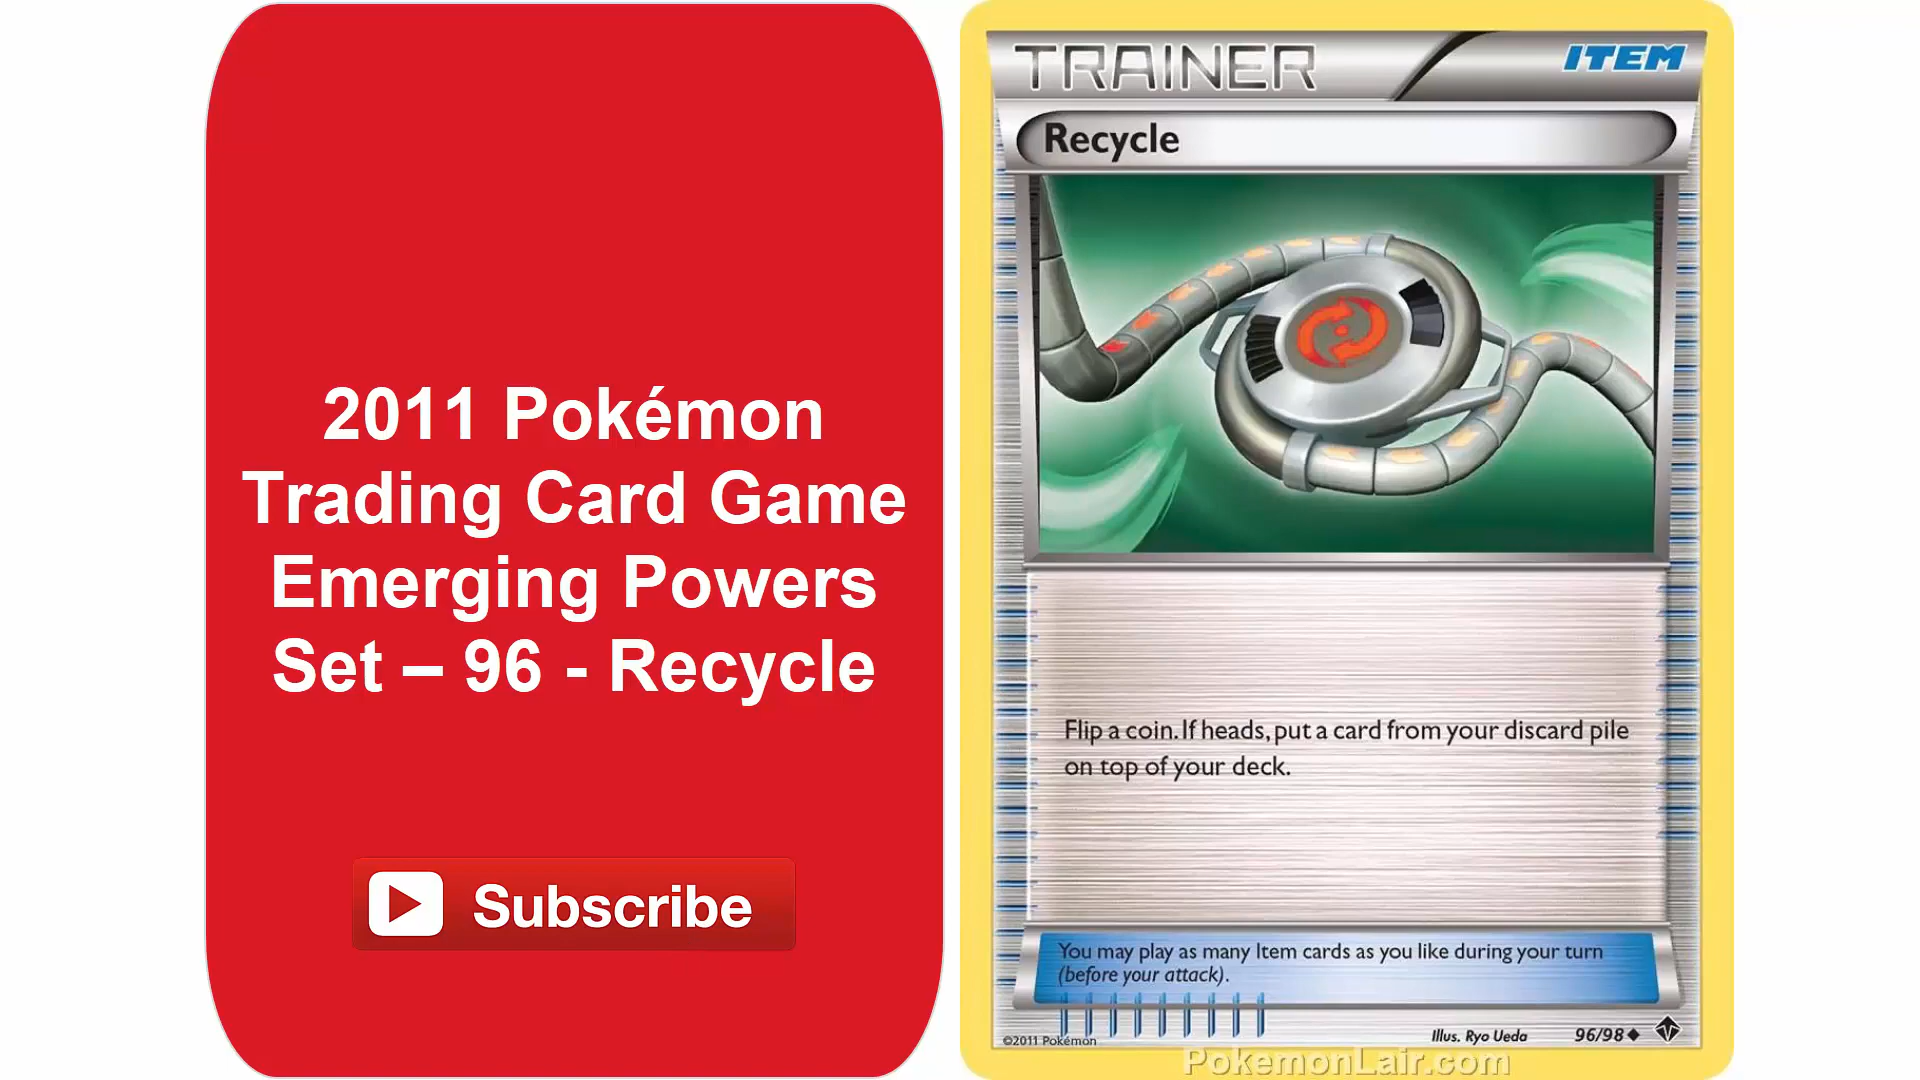 2011 Pokémon
Trading Card Game
Emerging Powers
Set – 96 - Recycle
Subscribe
TRAINER
ITEM
Recycle
Flip a coin. If heads, put a card from your discard pile
on top of your deck.
You may play as many Item cards as you like during your turn
(before your attack).
©2011 Pokémon
Illus. Ryo Ueda
96/98
PokemonLair.com